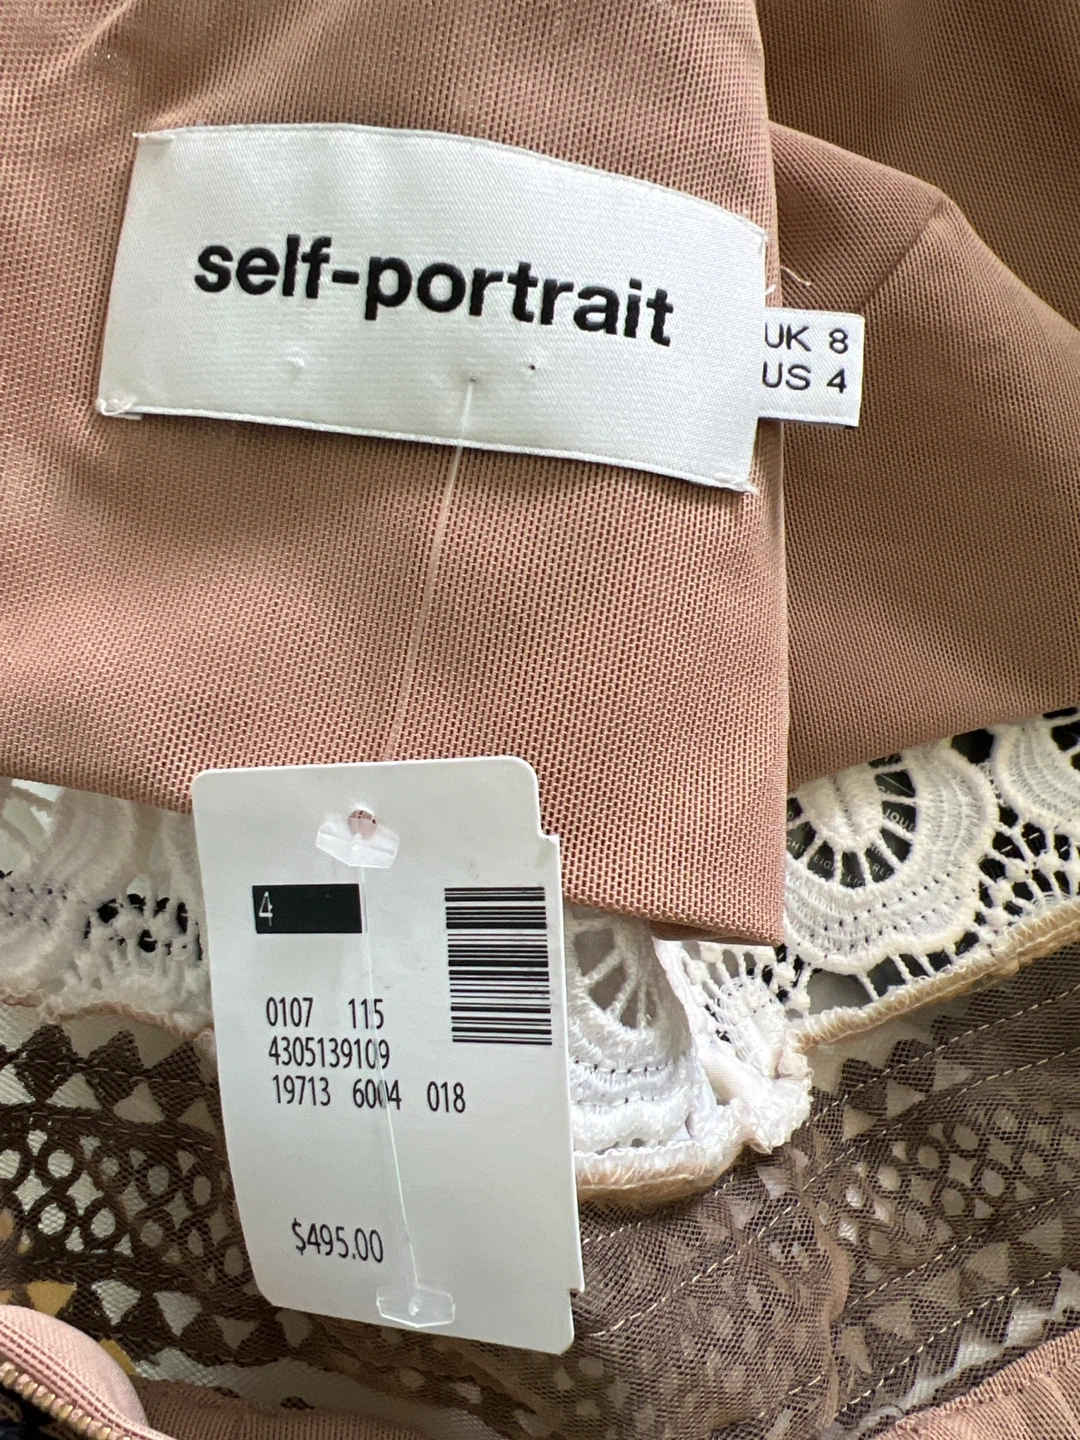 self-portrait
UK 8
US 4
4
0107 115
4305139109
19713 6004 018
$495.00